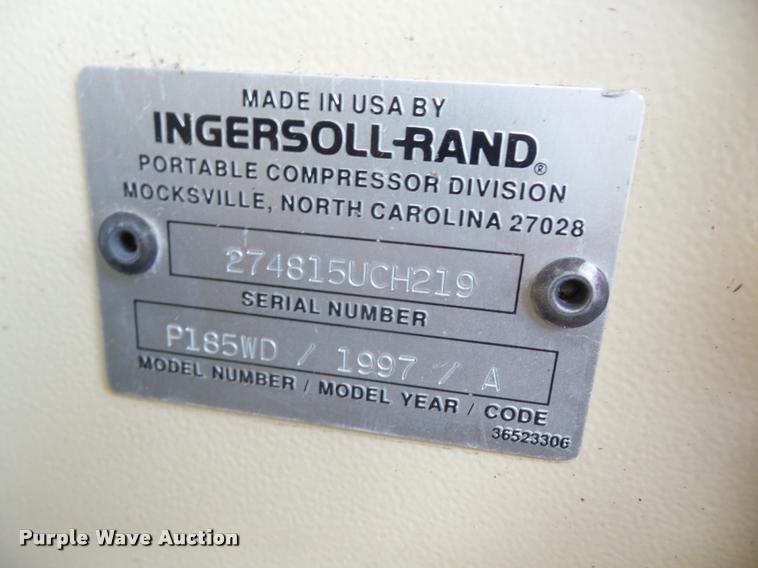 MADE IN USA BY
INGERSOLL-RAND®
PORTABLE COMPRESSOR DIVISION
MOCKSVILLE, NORTH CAROLINA 27028
274815UCH219
SERIAL NUMBER
P185WD / 1997 / A
MODEL NUMBER / MODEL YEAR / CODE
36523306
Purple Wave Auction